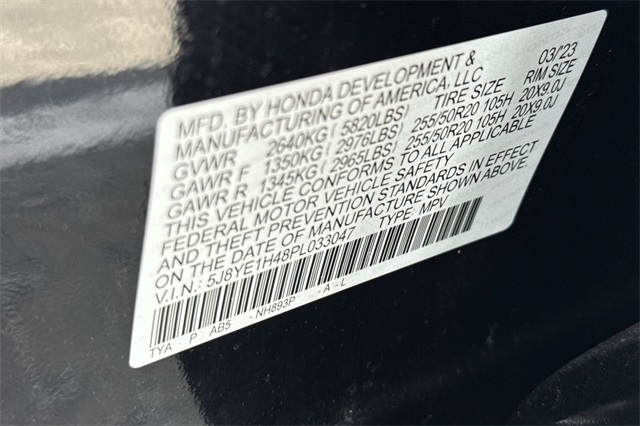 MFD. BY HONDA DEVELOPMENT & 03/23
MANUFACTURING OF AMERICA, LLC
GVWR 2640KG ( 5820LBS) TIRE SIZE RIM SIZE
GAWR F 1350KG ( 2976LBS) 255/50R20 105H 20X9.0J
GAWR R 1345KG ( 2965LBS) 255/50R20 105H 20X9.0J
THIS VEHICLE CONFORMS TO ALL APPLICABLE
FEDERAL MOTOR VEHICLE SAFETY
AND THEFT PREVENTION STANDARDS IN EFFECT
ON THE DATE OF MANUFACTURE SHOWN ABOVE.
V.I.N.: 5J8YE1H48PL033047 TYPE: MPV
TYA P AB5 -NH893P -A-L